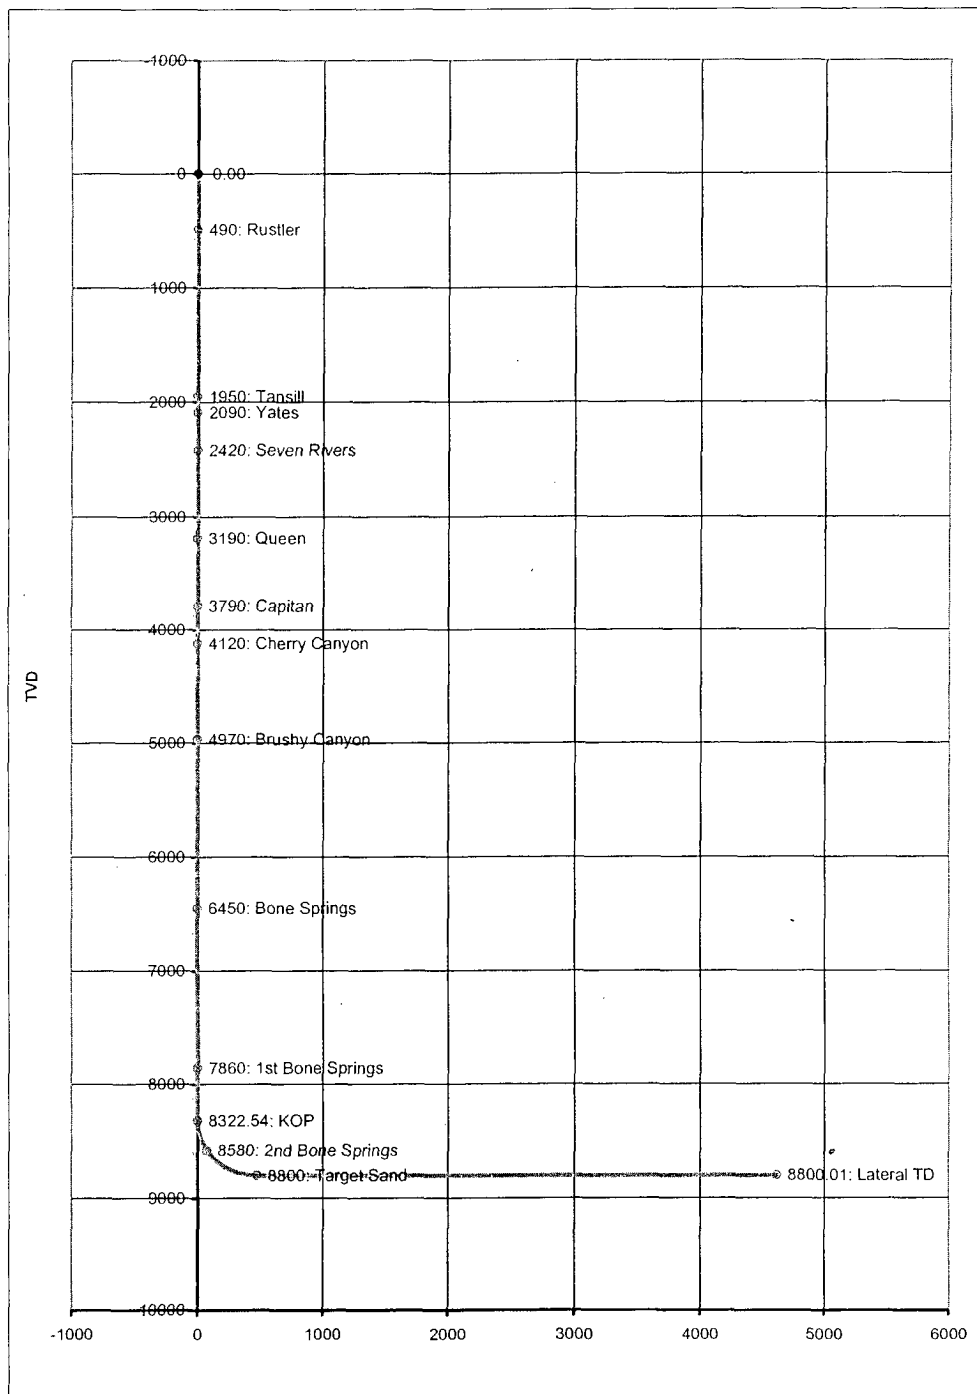 -1000
0 0.00
490: Rustler
1000
1950: Tansill
2000
2090: Yates
2420: Seven Rivers
3000
3190: Queen
3790: Capitan
4000
4120: Cherry Canyon
TVD
4970: Brushy Canyon
5000
6000
6450: Bone Springs
7000
7860: 1st Bone Springs
8000
8322.54: KOP
8580: 2nd Bone Springs
8800: Target Sand 8800.01: Lateral TD
9000
10000
-1000 0 1000 2000 3000 4000 5000 6000